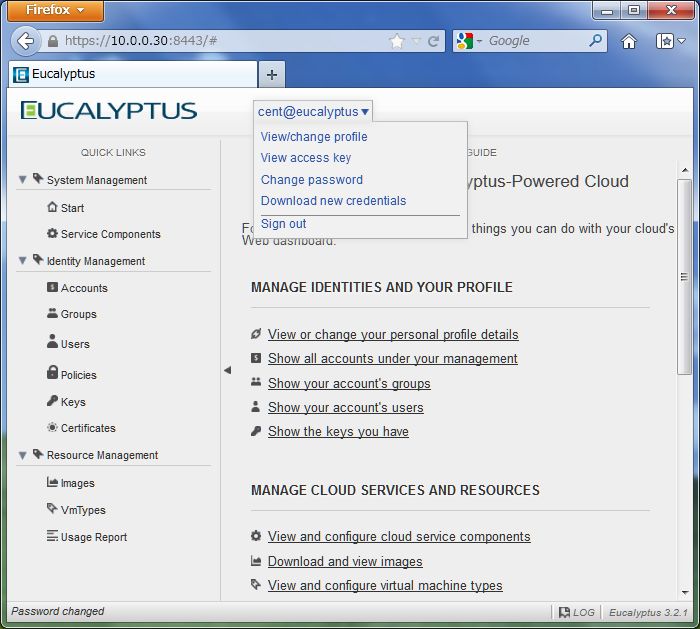 Firefox
https://10.0.0.30:8443/#
Google
Eucalyptus
EUCALYPTUS
cent@eucalyptus
View/change profile
View access key
Change password
Download new credentials
Sign out
QUICK LINKS
System Management
Start
Service Components
Identity Management
Accounts
Groups
Users
Policies
Keys
Certificates
Resource Management
Images
VmTypes
Usage Report
GUIDE
yptus-Powered Cloud
Fo
things you can do with your cloud's
Web dashboard.
MANAGE IDENTITIES AND YOUR PROFILE
View or change your personal profile details
Show all accounts under your management
Show your account's groups
Show your account's users
Show the keys you have
MANAGE CLOUD SERVICES AND RESOURCES
View and configure cloud service components
Download and view images
View and configure virtual machine types
Password changed
LOG
Eucalyptus 3.2.1